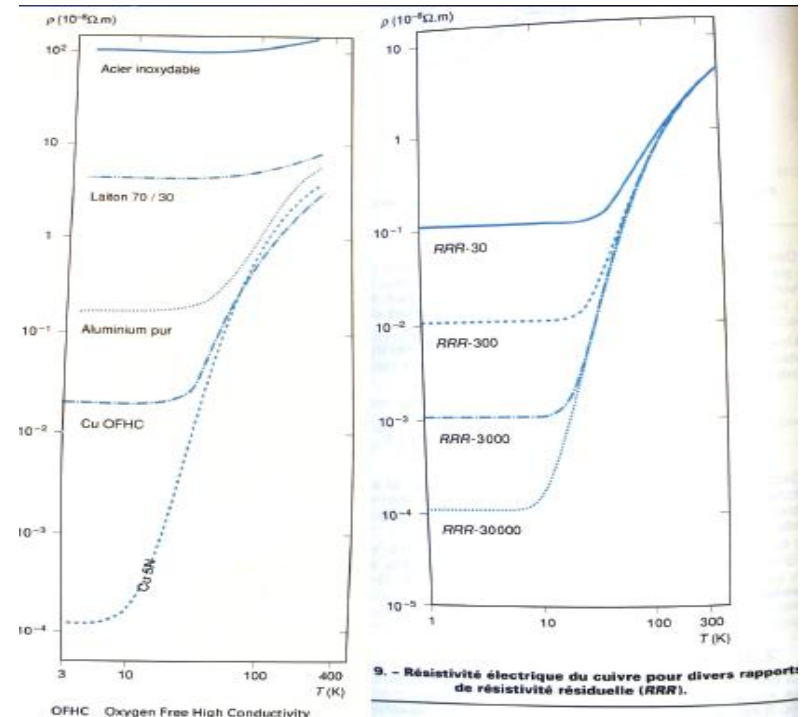 ρ (10⁻⁸Ω.m)
10²
Acier inoxydable
10
Laiton 70 / 30
1
10⁻¹
Aluminium pur
Cu OFHC
10⁻²
10⁻³
Cu 5N
10⁻⁴
3 10 100 400
T (K)
OFHC Oxygen Free High Conductivity
ρ (10⁻⁸Ω.m)
10
1
10⁻¹
RRR-30
10⁻²
RRR-300
10⁻³
RRR-3000
10⁻⁴
RRR-30000
10⁻⁵
1 10 100 300
T (K)
9. – Résistivité électrique du cuivre pour divers rapports
de résistivité résiduelle (RRR).